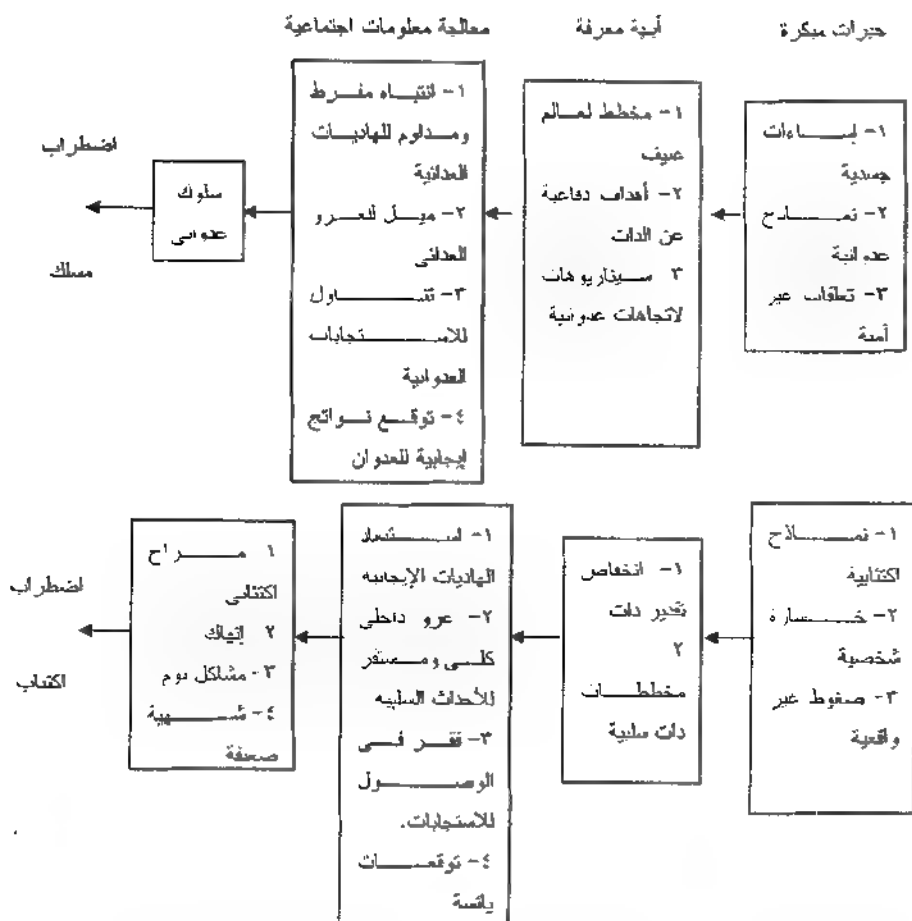 خبرات مبكرة
أبنية معرفة
معالجة معلومات اجتماعية
١- إساءات
جسدية
٢- نماذج
عدوانية
٣- تعلقات غير
آمنة
١- مخطط لعالم
عنيف
٢- أهداف دفاعية
عن الذات
٣ سيناريوهات
لاتجاهات عدوانية
١- انتباه مفرط
ومداوم للهاديات
العدائية
٢- ميل للعزو
العدائي
٣- تناول
للاستجابات
العدوانية
٤- توقع نواتج
إيجابية للعدوان
سلوك
عدواني
اضطراب
مسلك
١- نماذج
اكتئابية
٢- خسارة
شخصية
٣- ضغوط غير
واقعية
١- انخفاض
تقدير ذات
٢
مخططات
ذات سلبية
١- استبعاد
الهاديات الإيجابية
٢- عزو داخلي
كلي ومستقر
للأحداث السلبية
٣- فقر في
الوصول
للاستجابات.
٤- توقعات
يائسة
١ مزاج
اكتئابي
٢ إنهاك
٣- مشاكل نوم
٤- شهية
ضعيفة
اضطراب
اكتئاب